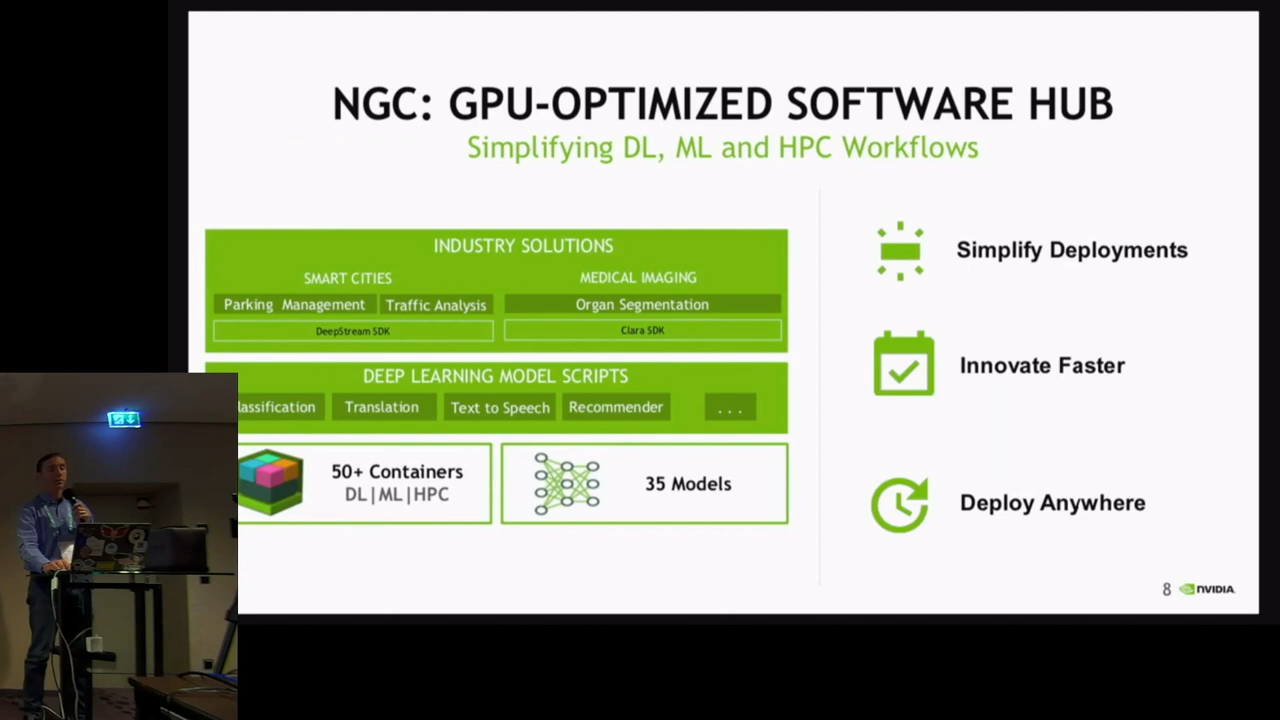 NGC: GPU-OPTIMIZED SOFTWARE HUB
Simplifying DL, ML and HPC Workflows
INDUSTRY SOLUTIONS
SMART CITIES
Parking Management
Traffic Analysis
DeepStream SDK
MEDICAL IMAGING
Organ Segmentation
Clara SDK
DEEP LEARNING MODEL SCRIPTS
lassification
Translation
Text to Speech
Recommender
...
50+ Containers
DL|ML|HPC
35 Models
Simplify Deployments
Innovate Faster
Deploy Anywhere
8
NVIDIA.